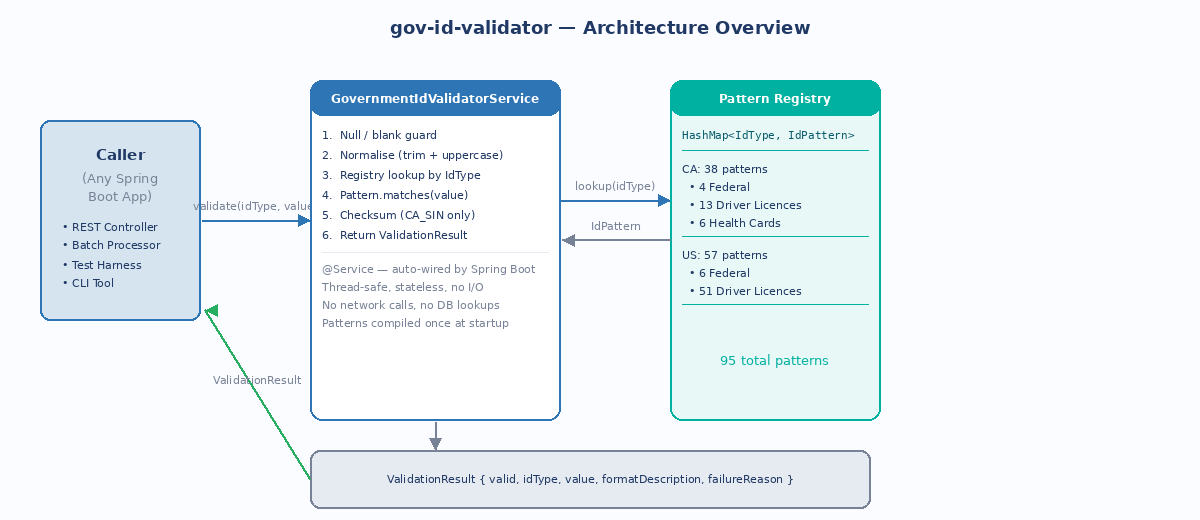 gov-id-validator — Architecture Overview
Caller
(Any Spring
Boot App)
• REST Controller
• Batch Processor
• Test Harness
• CLI Tool
validate(idType, value
GovernmentIdValidatorService
1. Null / blank guard
2. Normalise (trim + uppercase)
3. Registry lookup by IdType
4. Pattern.matches(value)
5. Checksum (CA_SIN only)
6. Return ValidationResult
@Service — auto-wired by Spring Boot
Thread-safe, stateless, no I/O
No network calls, no DB lookups
Patterns compiled once at startup
lookup(idType)
IdPattern
Pattern Registry
HashMap<IdType, IdPattern>
CA: 38 patterns
• 4 Federal
• 13 Driver Licences
• 6 Health Cards
US: 57 patterns
• 6 Federal
• 51 Driver Licences
95 total patterns
ValidationResult
ValidationResult { valid, idType, value, formatDescription, failureReason }